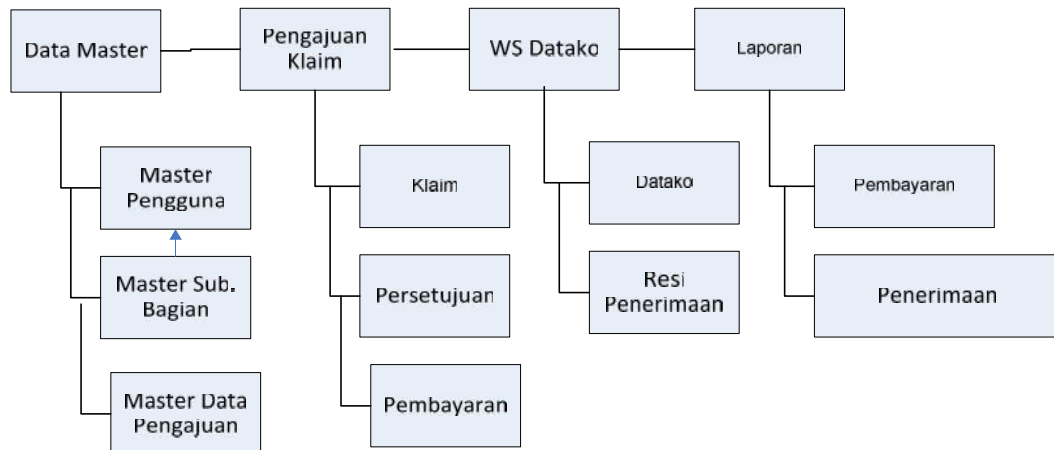 Data Master
Pengajuan
Klaim
WS Datako
Laporan
Master
Pengguna
Master Sub.
Bagian
Master Data
Pengajuan
Klaim
Persetujuan
Pembayaran
Datako
Resi
Penerimaan
Pembayaran
Penerimaan